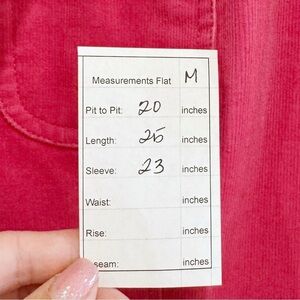 Measurements Flat M
Pit to Pit: 20 inches
Length: 25 inches
Sleeve: 23 inches
Waist: inches
Rise: inches
seam: inches